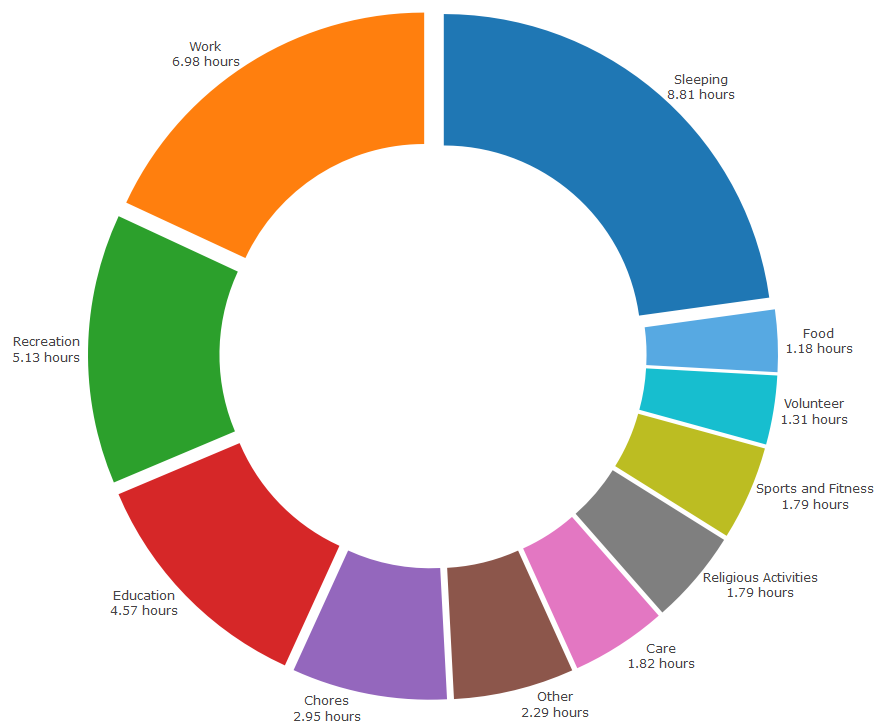 Work
6.98 hours
Sleeping
8.81 hours
Food
1.18 hours
Recreation
5.13 hours
Volunteer
1.31 hours
Sports and Fitness
1.79 hours
Religious Activities
1.79 hours
Education
4.57 hours
Care
1.82 hours
Other
2.29 hours
Chores
2.95 hours